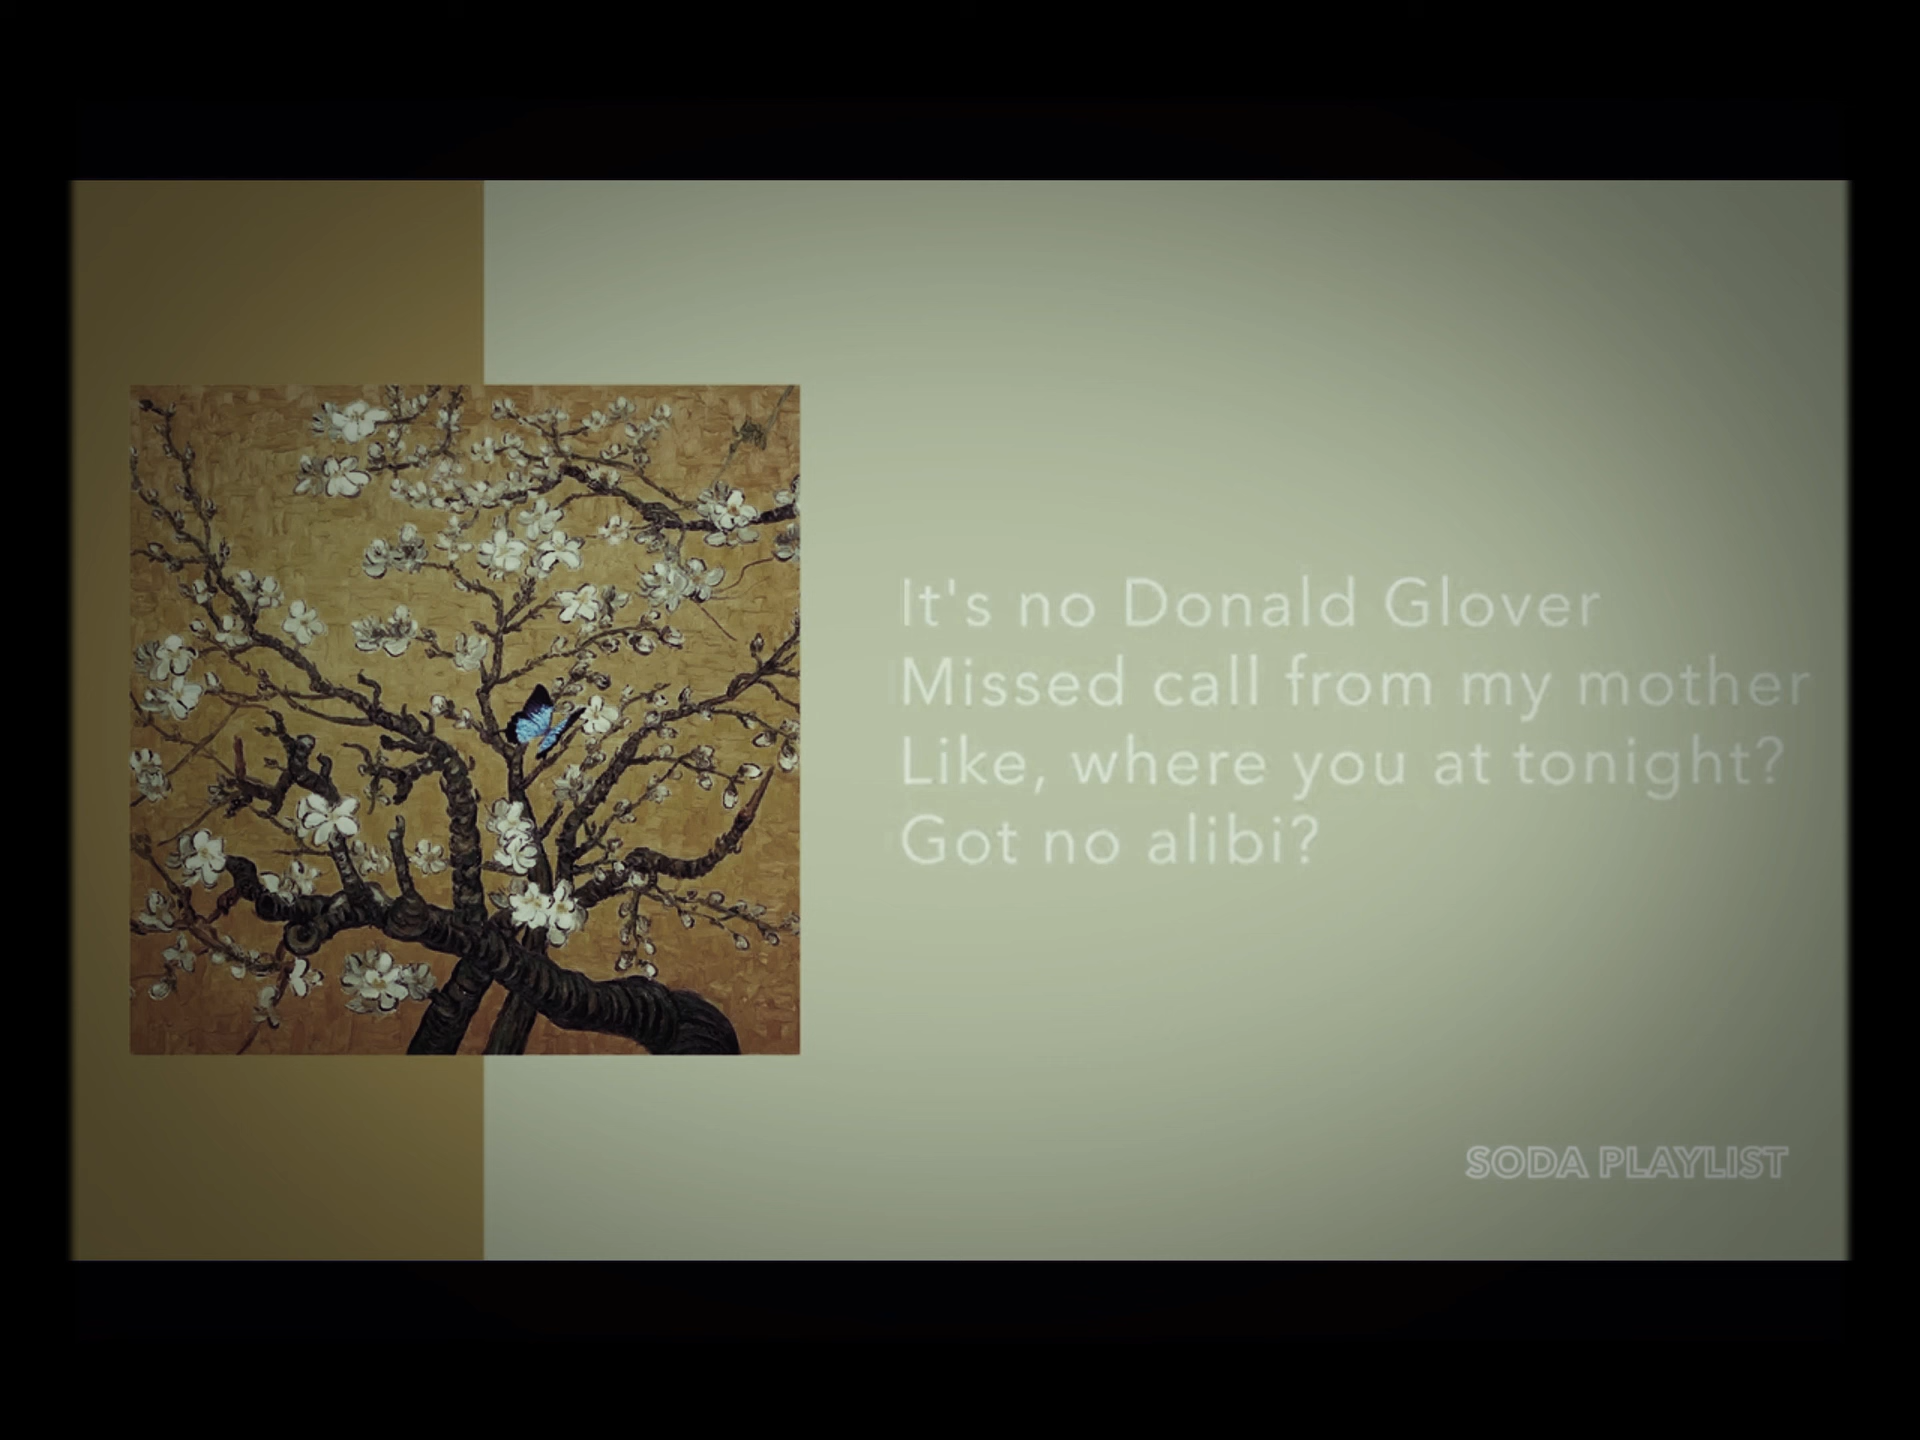 It's no Donald Glover
Missed call from my mother
Like, where you at tonight?
Got no alibi?
SODA PLAYLIST